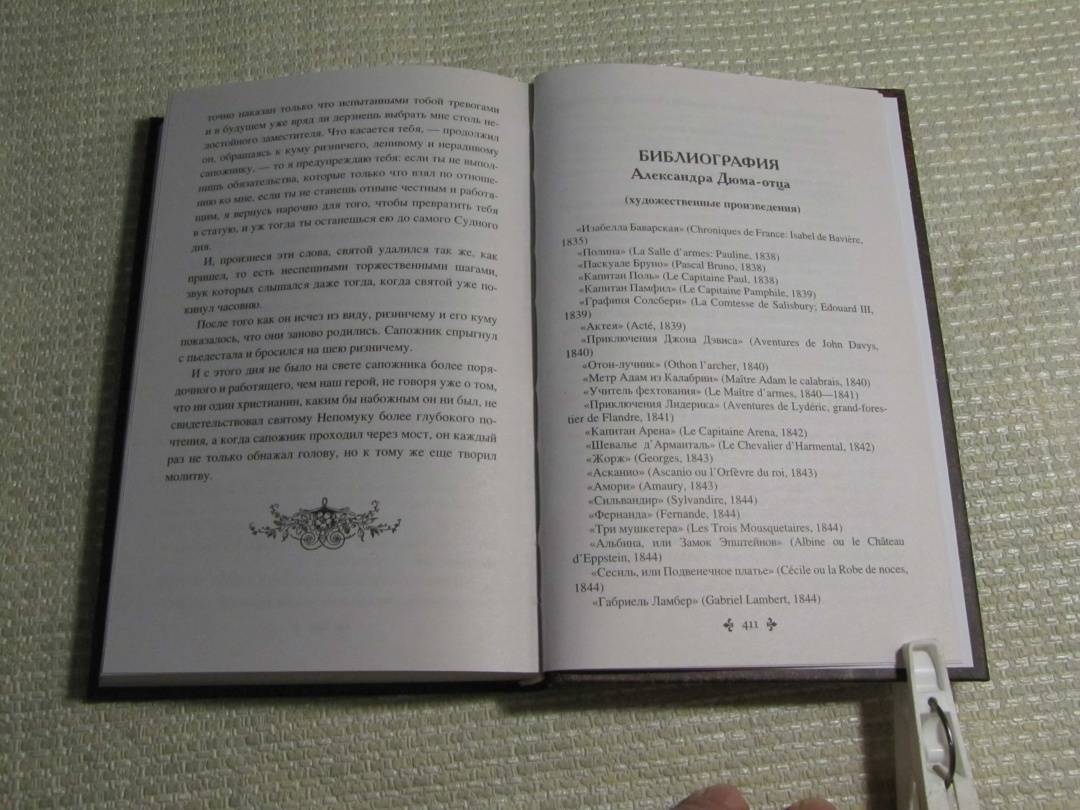 точно наказан только что испытанными тобой тревогами
и в будущем уже вряд ли дерзнешь выбрать мне столь не-
достойного заместителя. Что касается тебя, — продолжил
он, обращаясь к куму ризничего, ленивому и нерадивому
сапожнику, — то я предупреждаю тебя: если ты не выпол-
нишь обязательства, которые только что взял по отноше-
нию ко мне, если ты не станешь отныне честным и работя-
щим, я вернусь нарочно для того, чтобы превратить тебя
в статую, и уж тогда ты останешься ею до самого Судного
дня.
И, произнеся эти слова, святой удалился так же, как
пришел, то есть неспешными торжественными шагами,
звук которых слышался даже тогда, когда святой уже по-
кинул часовню.
После того как он исчез из виду, ризничему и его куму
показалось, что они заново родились. Сапожник спрыгнул
с пьедестала и бросился на шею ризничему.
И с этого дня не было на свете сапожника более поря-
дочного и работящего, чем наш герой, не говоря уже о том,
что ни один христианин, каким бы набожным он ни был, не
свидетельствовал святому Непомуку более глубокого по-
чтения, а когда сапожник проходил через мост, он каждый
раз не только обнажал голову, но к тому же еще творил
молитву.
БИБЛИОГРАФИЯ
Александра Дюма-отца
(художественные произведения)
«Изабелла Баварская» (Chroniques de France: Isabel de Bavière,
1835)
«Полина» (La Salle d'armes: Pauline, 1838)
«Паскуале Бруно» (Pascal Bruno, 1838)
«Капитан Поль» (Le Capitaine Paul, 1838)
«Капитан Памфил» (Le Capitaine Pamphile, 1839)
«Графиня Солсбери» (La Comtesse de Salisbury; Edouard III,
1839)
«Актея» (Acté, 1839)
«Приключения Джона Дэвиса» (Aventures de John Davys,
1840)
«Отон-лучник» (Othon l'archer, 1840)
«Метр Адам из Калабрии» (Maître Adam le calabrais, 1840)
«Учитель фехтования» (Le Maître d'armes, 1840—1841)
«Приключения Лидерика» (Aventures de Lydéric, grand-fores-
tier de Flandre, 1841)
«Капитан Арена» (Le Capitaine Arena, 1842)
«Шевалье д'Арманталь» (Le Chevalier d'Harmental, 1842)
«Жорж» (Georges, 1843)
«Асканио» (Ascanio ou l'Orfèvre du roi, 1843)
«Амори» (Amaury, 1843)
«Сильвандир» (Sylvandire, 1844)
«Фернанда» (Fernande, 1844)
«Три мушкетера» (Les Trois Mousquetaires, 1844)
«Альбина, или Замок Эпштейнов» (Albine ou le Château
d'Eppstein, 1844)
«Сесиль, или Подвенечное платье» (Cécile ou la Robe de noces,
1844)
«Габриель Ламбер» (Gabriel Lambert, 1844)
411